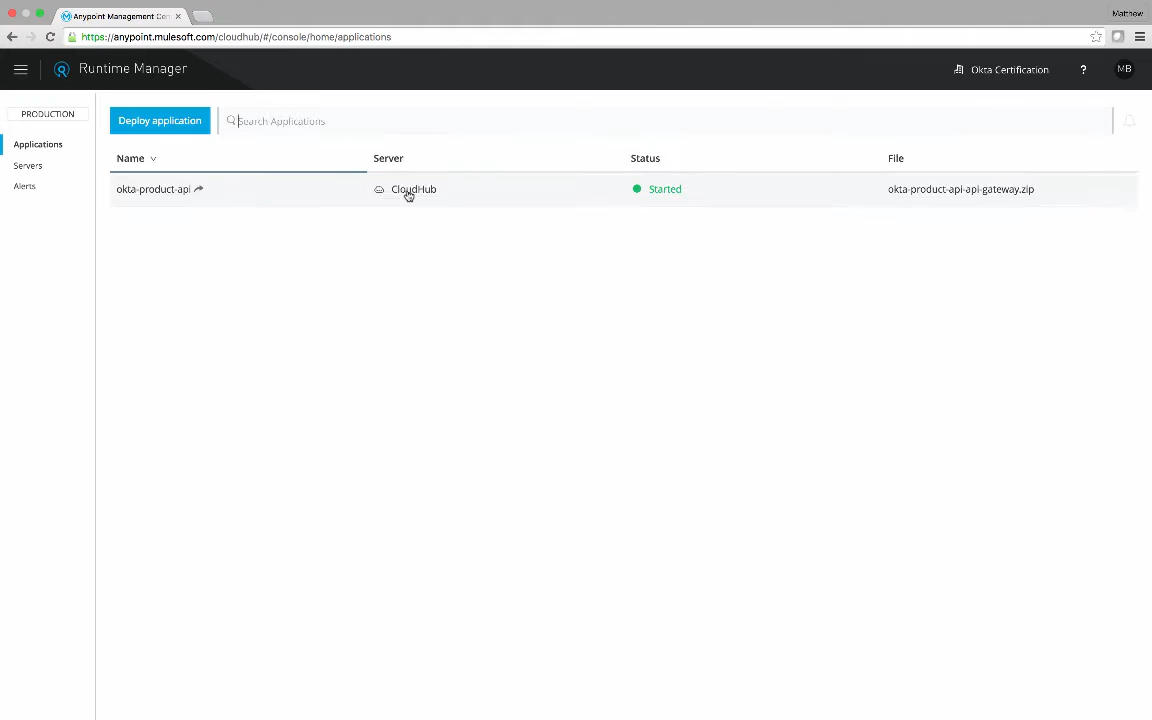 Anypoint Management Cen
Matthew
https://anypoint.mulesoft.com/cloudhub/#/console/home/applications
Runtime Manager
Okta Certification
?
MB
PRODUCTION
Applications
Servers
Alerts
Deploy application
Search Applications
Name Server Status File
okta-product-api CloudHub Started okta-product-api-api-gateway.zip